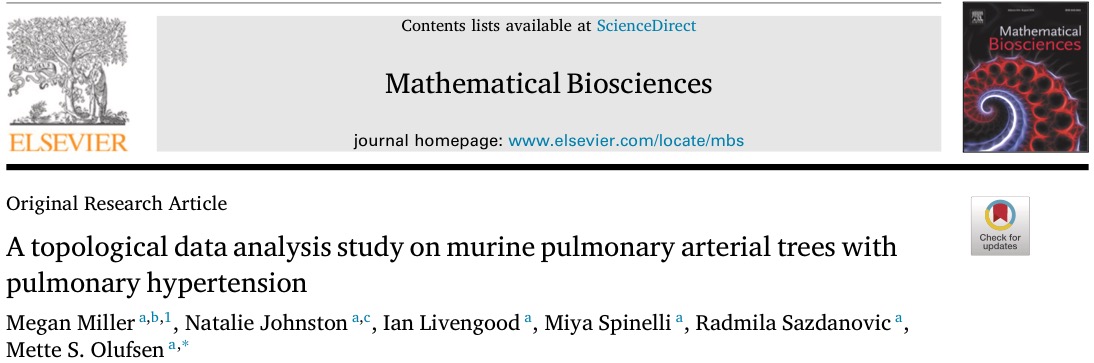 Contents lists available at ScienceDirect
Mathematical Biosciences
journal homepage: www.elsevier.com/locate/mbs
ELSEVIER
Mathematical
Biosciences
Original Research Article
Check for
updates
A topological data analysis study on murine pulmonary arterial trees with
pulmonary hypertension
Megan Miller a,b,1, Natalie Johnston a,c, Ian Livengood a, Miya Spinelli a, Radmila Sazdanovic a,
Mette S. Olufsen a,*